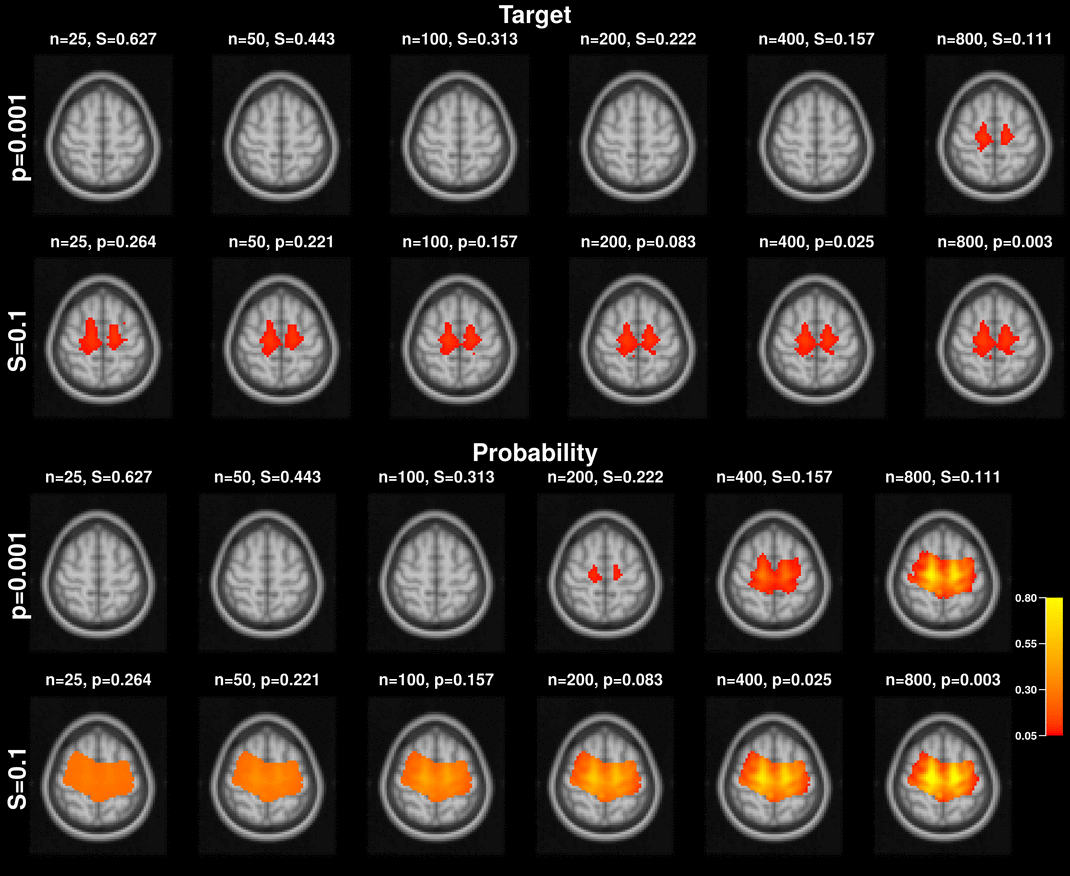 Target
n=25, S=0.627 n=50, S=0.443 n=100, S=0.313 n=200, S=0.222 n=400, S=0.157 n=800, S=0.111
p=0.001
n=25, p=0.264 n=50, p=0.221 n=100, p=0.157 n=200, p=0.083 n=400, p=0.025 n=800, p=0.003
S=0.1
Probability
n=25, S=0.627 n=50, S=0.443 n=100, S=0.313 n=200, S=0.222 n=400, S=0.157 n=800, S=0.111
p=0.001
0.80
0.55
0.30
0.05
n=25, p=0.264 n=50, p=0.221 n=100, p=0.157 n=200, p=0.083 n=400, p=0.025 n=800, p=0.003
S=0.1